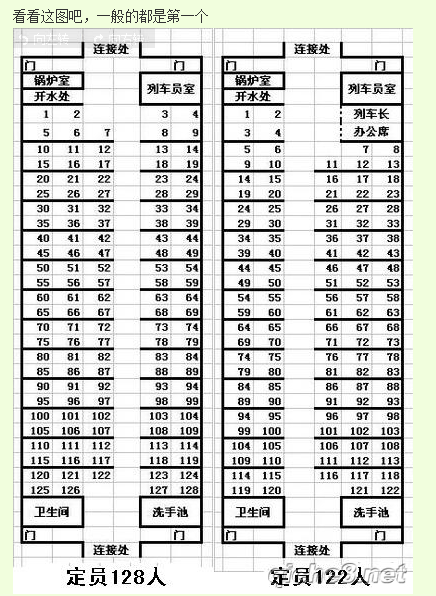 看看这图吧，一般的都是第一个
向左转 向右转
连接处 连接处
门 门 门 门
锅炉室 列车员室 锅炉室
开水处 开水处
1 2 3 4 1 2 列车长
5 6 7 8 9 3 4 办公席
10 11 12 13 14 5 6 7 8
15 16 17 18 19 9 10 11 12 13
20 21 22 23 24 14 15 16 17 18
25 26 27 28 29 19 20 21 22 23
30 31 32 33 34 24 25 26 27 28
35 36 37 38 39 29 30 31 32 33
40 41 42 43 44 34 35 36 37 38
45 46 47 48 49 39 40 41 42 43
50 51 52 53 54 44 45 46 47 48
55 56 57 58 59 49 50 51 52 53
60 61 62 63 64 54 55 56 57 58
65 66 67 68 69 59 60 61 62 63
70 71 72 73 74 64 65 66 67 68
75 76 77 78 79 69 70 71 72 73
80 81 82 83 84 74 75 76 77 78
85 86 87 88 89 79 80 81 82 83
90 91 92 93 94 84 85 86 87 88
95 96 97 98 99 89 90 91 92 93
100 101 102 103 104 94 95 96 97 98
105 106 107 108 109 99 100 101 102 103
110 111 112 113 114 104 105 106 107 108
115 116 117 118 119 109 110 111 112 113
120 121 122 123 124 114 115 116 117 118
125 126 127 128 119 120 121 122
卫生间 洗手池 卫生间 洗手池
门 门 门 门
连接处 连接处
定员128人 定员122人